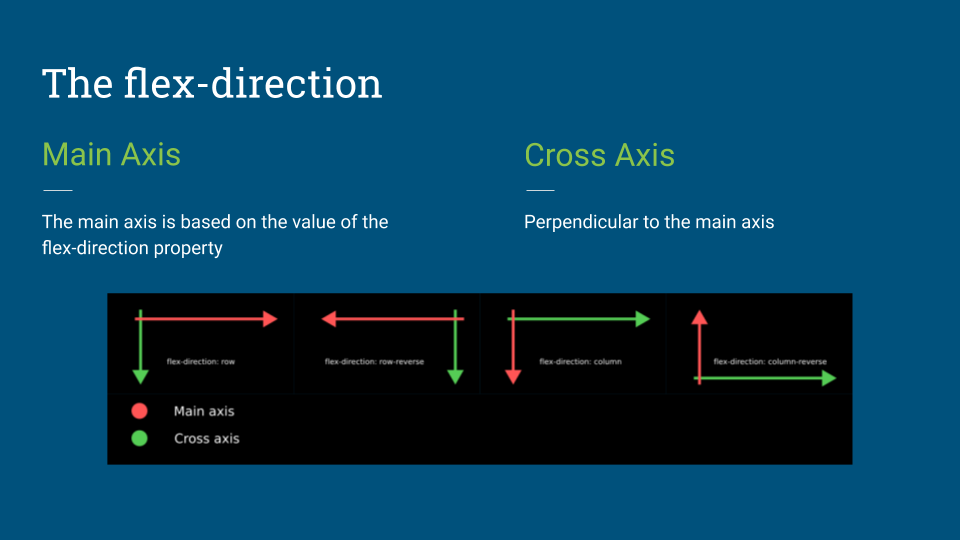 The flex-direction
Main Axis
The main axis is based on the value of the
flex-direction property
Cross Axis
Perpendicular to the main axis
flex-direction: row
flex-direction: row-reverse
flex-direction: column
flex-direction: column-reverse
Main axis
Cross axis